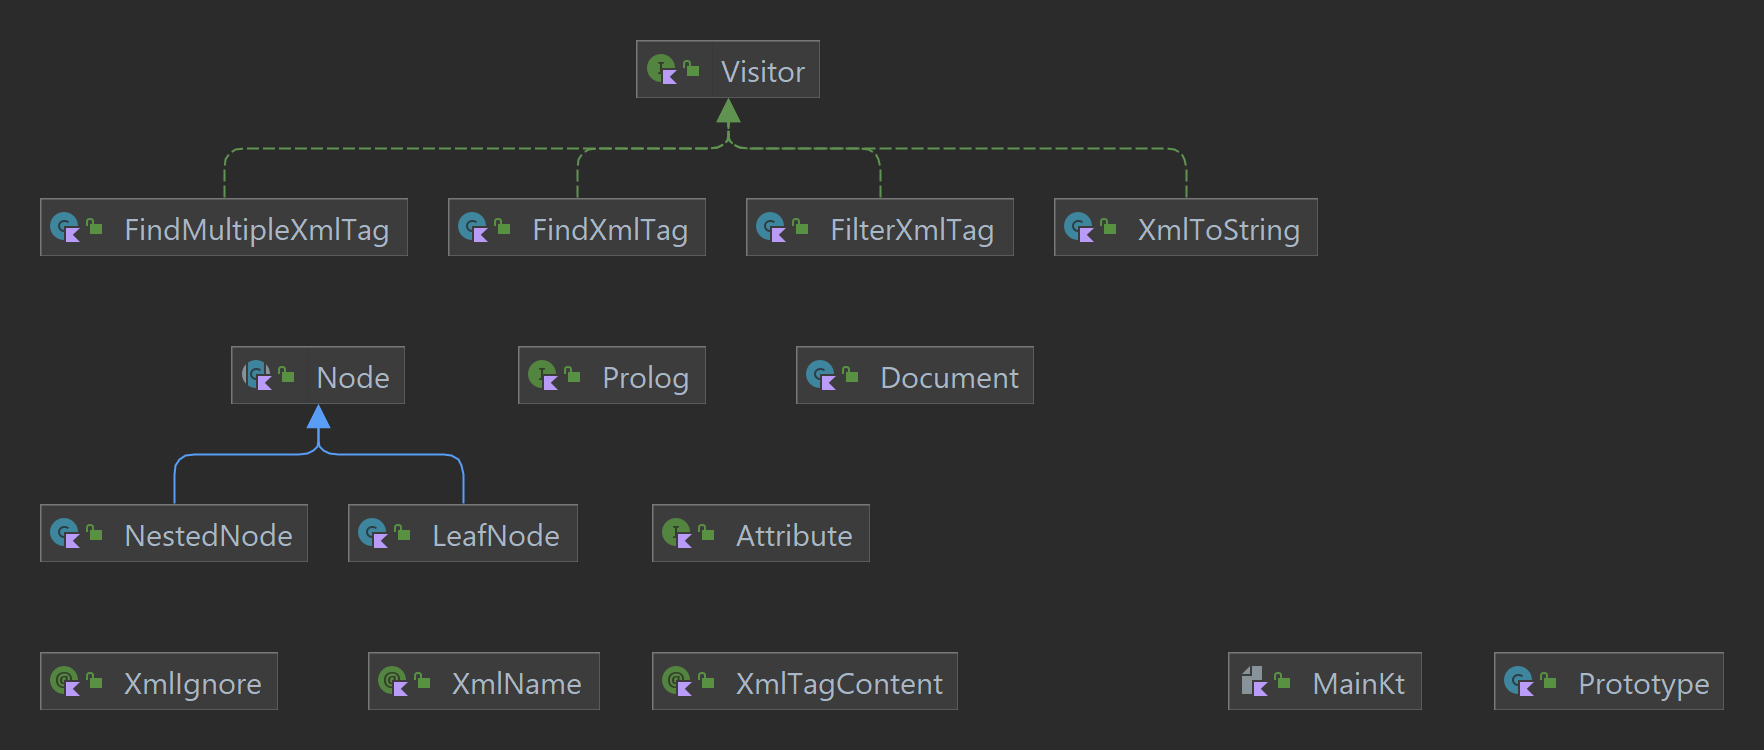 Visitor
FindMultipleXmlTag
FindXmlTag
FilterXmlTag
XmlToString
Node
Prolog
Document
NestedNode
LeafNode
Attribute
XmlIgnore
XmlName
XmlTagContent
MainKt
Prototype